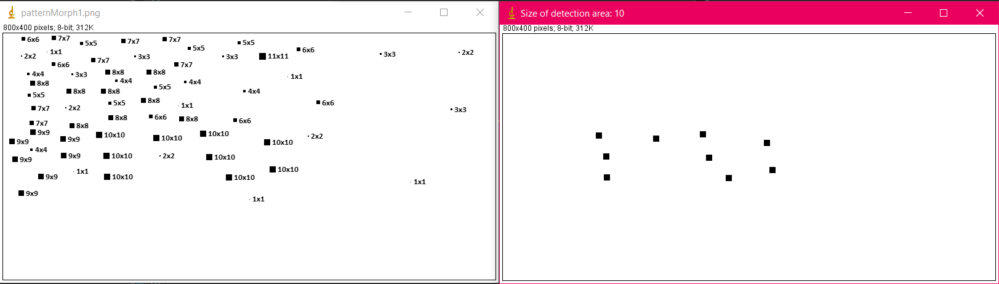 patternMorph1.png
800x400 pixels; 8-bit; 312K
6x6 7x7 5x5 7x7 7x7 5x5 5x5 6x6 3x3 2x2
2x2 1x1 7x7 3x3 3x3 11x11
6x6 7x7
4x4 3x3 8x8 8x8 1x1
8x8 4x4 5x5 4x4
5x5 8x8 8x8 4x4
7x7 2x2 5x5 8x8 1x1 6x6 3x3
7x7 8x8 8x8 6x6 8x8 6x6
9x9 10x10 10x10 10x10 2x2
9x9 9x9 10x10
4x4
9x9 9x9 10x10 2x2 10x10
1x1 10x10
9x9 10x10 10x10 1x1
9x9 1x1
Size of detection area: 10
800x400 pixels; 8-bit; 312K